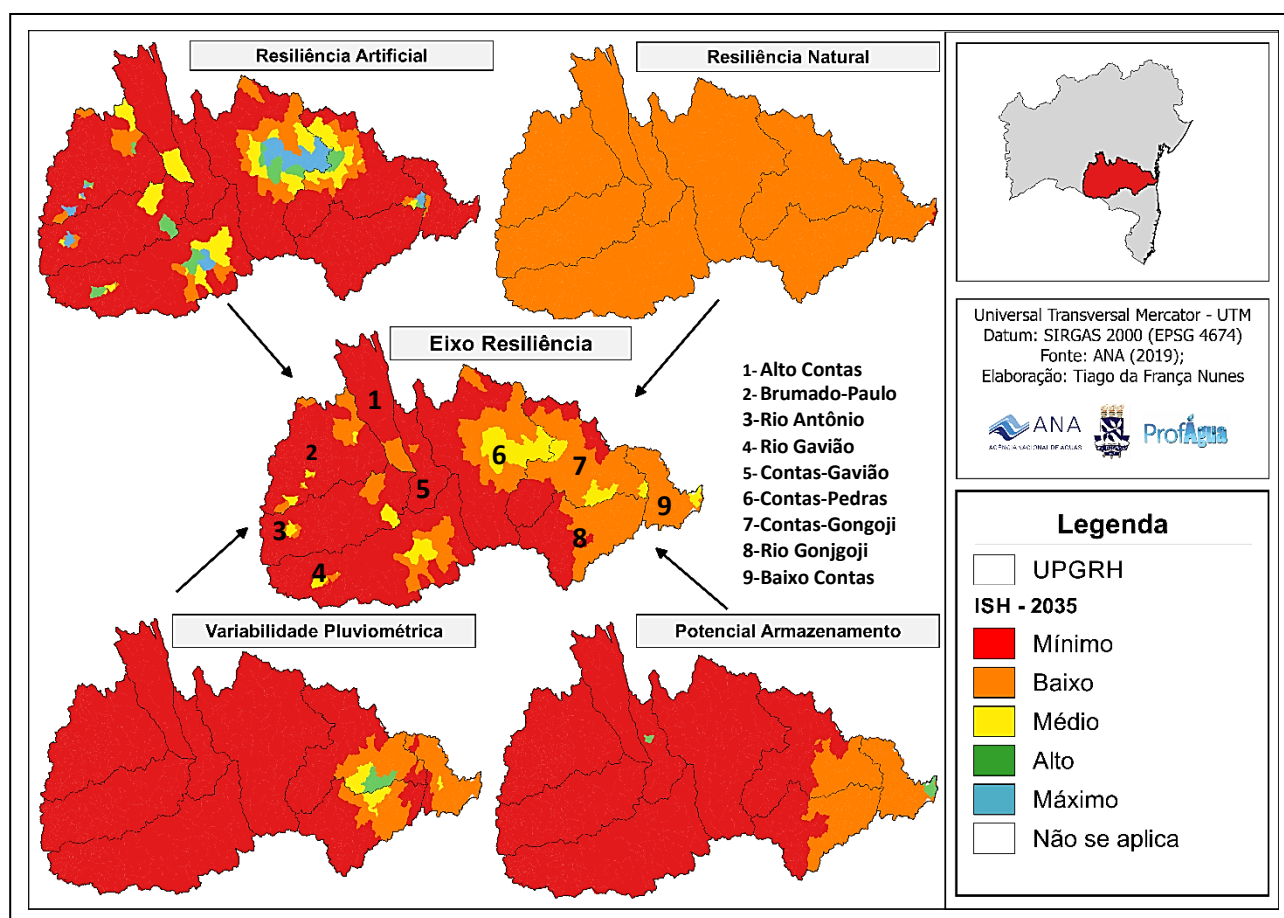 Resiliência Artificial
Resiliência Natural
Eixo Resiliência
1
2
3
4
5
6
7
8
9
1- Alto Contas
2- Brumado-Paulo
3-Rio Antônio
4-Rio Gavião
5-Contas-Gavião
6-Contas-Pedras
7-Contas-Gongoji
8-Rio Gonjgoji
9-Baixo Contas
Variabilidade Pluviométrica
Potencial Armazenamento
Universal Transversal Mercator - UTM
Datum: SIRGAS 2000 (EPSG 4674)
Fonte: ANA (2019);
Elaboração: Tiago da França Nunes
ANA
AGÊNCIA NACIONAL DE ÁGUAS
ProfÁgua
Legenda
UPGRH
ISH - 2035
Mínimo
Baixo
Médio
Alto
Máximo
Não se aplica